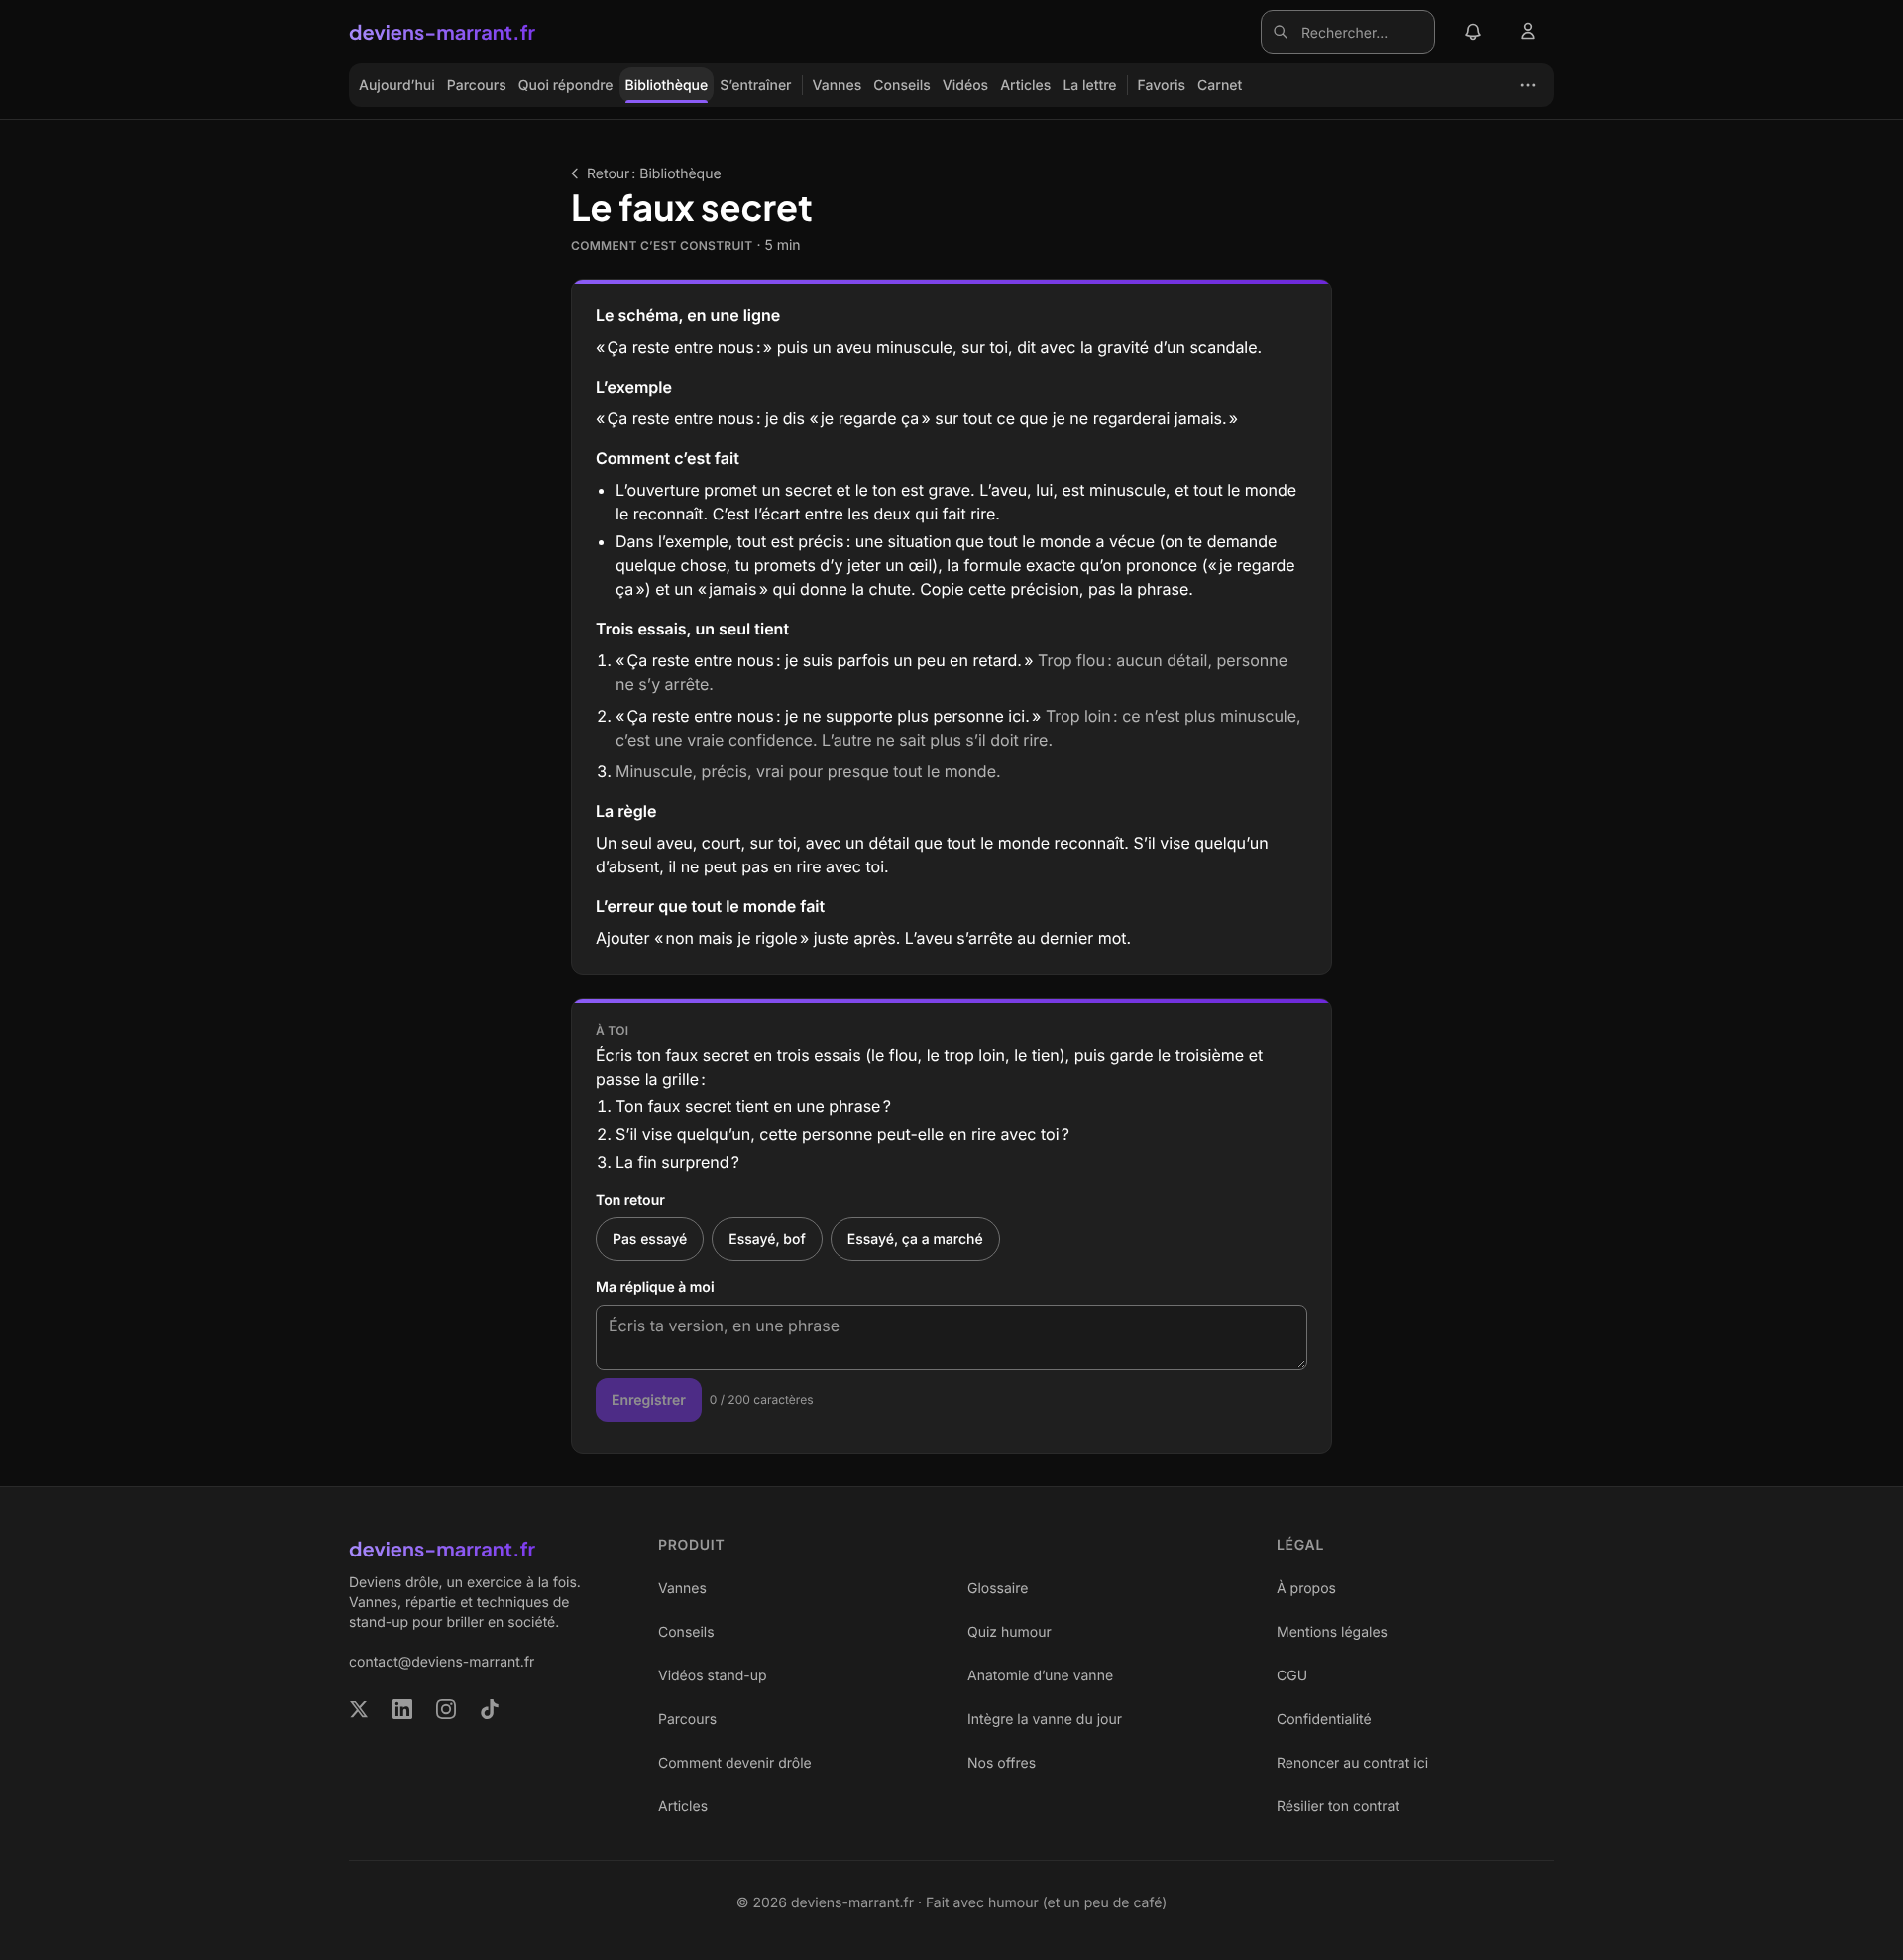 deviens-marrant.fr
Rechercher...
Aujourd’hui Parcours Quoi répondre Bibliothèque S’entraîner Vannes Conseils Vidéos Articles La lettre Favoris Carnet
Retour : Bibliothèque
Le faux secret
COMMENT C’EST CONSTRUIT · 5 min
Le schéma, en une ligne
« Ça reste entre nous : » puis un aveu minuscule, sur toi, dit avec la gravité d’un scandale.
L’exemple
« Ça reste entre nous : je dis « je regarde ça » sur tout ce que je ne regarderai jamais. »
Comment c’est fait
• L’ouverture promet un secret et le ton est grave. L’aveu, lui, est minuscule, et tout le monde
le reconnaît. C’est l’écart entre les deux qui fait rire.
• Dans l’exemple, tout est précis : une situation que tout le monde a vécue (on te demande
quelque chose, tu promets d’y jeter un œil), la formule exacte qu’on prononce (« je regarde
ça ») et un « jamais » qui donne la chute. Copie cette précision, pas la phrase.
Trois essais, un seul tient
1. « Ça reste entre nous : je suis parfois un peu en retard. » Trop flou : aucun détail, personne
ne s’y arrête.
2. « Ça reste entre nous : je ne supporte plus personne ici. » Trop loin : ce n’est plus minuscule,
c’est une vraie confidence. L’autre ne sait plus s’il doit rire.
3. Minuscule, précis, vrai pour presque tout le monde.
La règle
Un seul aveu, court, sur toi, avec un détail que tout le monde reconnaît. S’il vise quelqu’un
d’absent, il ne peut pas en rire avec toi.
L’erreur que tout le monde fait
Ajouter « non mais je rigole » juste après. L’aveu s’arrête au dernier mot.
À TOI
Écris ton faux secret en trois essais (le flou, le trop loin, le tien), puis garde le troisième et
passe la grille :
1. Ton faux secret tient en une phrase ?
2. S’il vise quelqu’un, cette personne peut-elle en rire avec toi ?
3. La fin surprend ?
Ton retour
Pas essayé Essayé, bof Essayé, ça a marché
Ma réplique à moi
Écris ta version, en une phrase
Enregistrer 0 / 200 caractères
deviens-marrant.fr
Deviens drôle, un exercice à la fois.
Vannes, répartie et techniques de
stand-up pour briller en société.
contact@deviens-marrant.fr
PRODUIT
Vannes
Conseils
Vidéos stand-up
Parcours
Comment devenir drôle
Articles
Glossaire
Quiz humour
Anatomie d’une vanne
Intègre la vanne du jour
Nos offres
LÉGAL
À propos
Mentions légales
CGU
Confidentialité
Renoncer au contrat ici
Résilier ton contrat
© 2026 deviens-marrant.fr · Fait avec humour (et un peu de café)